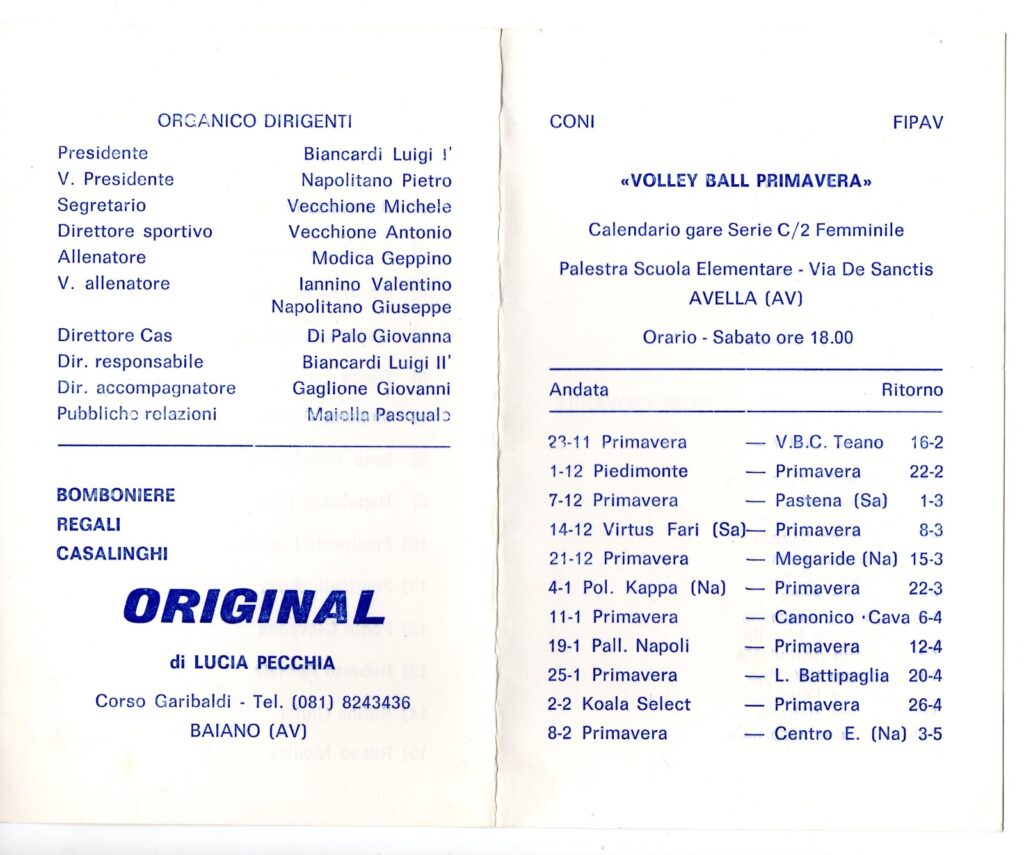 ORGANICO DIRIGENTI
Presidente Biancardi Luigi I'
V. Presidente Napolitano Pietro
Segretario Vecchione Michele
Direttore sportivo Vecchione Antonio
Allenatore Modica Geppino
V. allenatore Iannino Valentino
Napolitano Giuseppe
Direttore Cas Di Palo Giovanna
Dir. responsabile Biancardi Luigi II'
Dir. accompagnatore Gaglione Giovanni
Pubbliche relazioni Maiella Pasquale
BOMBONIERE
REGALI
CASALINGHI
ORIGINAL
di LUCIA PECCHIA
Corso Garibaldi - Tel. (081) 8243436
BAIANO (AV)
CONI FIPAV
«VOLLEY BALL PRIMAVERA»
Calendario gare Serie C/2 Femminile
Palestra Scuola Elementare - Via De Sanctis
AVELLA (AV)
Orario - Sabato ore 18.00
Andata Ritorno
23-11 Primavera — V.B.C. Teano 16-2
1-12 Piedimonte — Primavera 22-2
7-12 Primavera — Pastena (Sa) 1-3
14-12 Virtus Fari (Sa) — Primavera 8-3
21-12 Primavera — Megaride (Na) 15-3
4-1 Pol. Kappa (Na) — Primavera 22-3
11-1 Primavera — Canonico · Cava 6-4
19-1 Pall. Napoli — Primavera 12-4
25-1 Primavera — L. Battipaglia 20-4
2-2 Koala Select — Primavera 26-4
8-2 Primavera — Centro E. (Na) 3-5